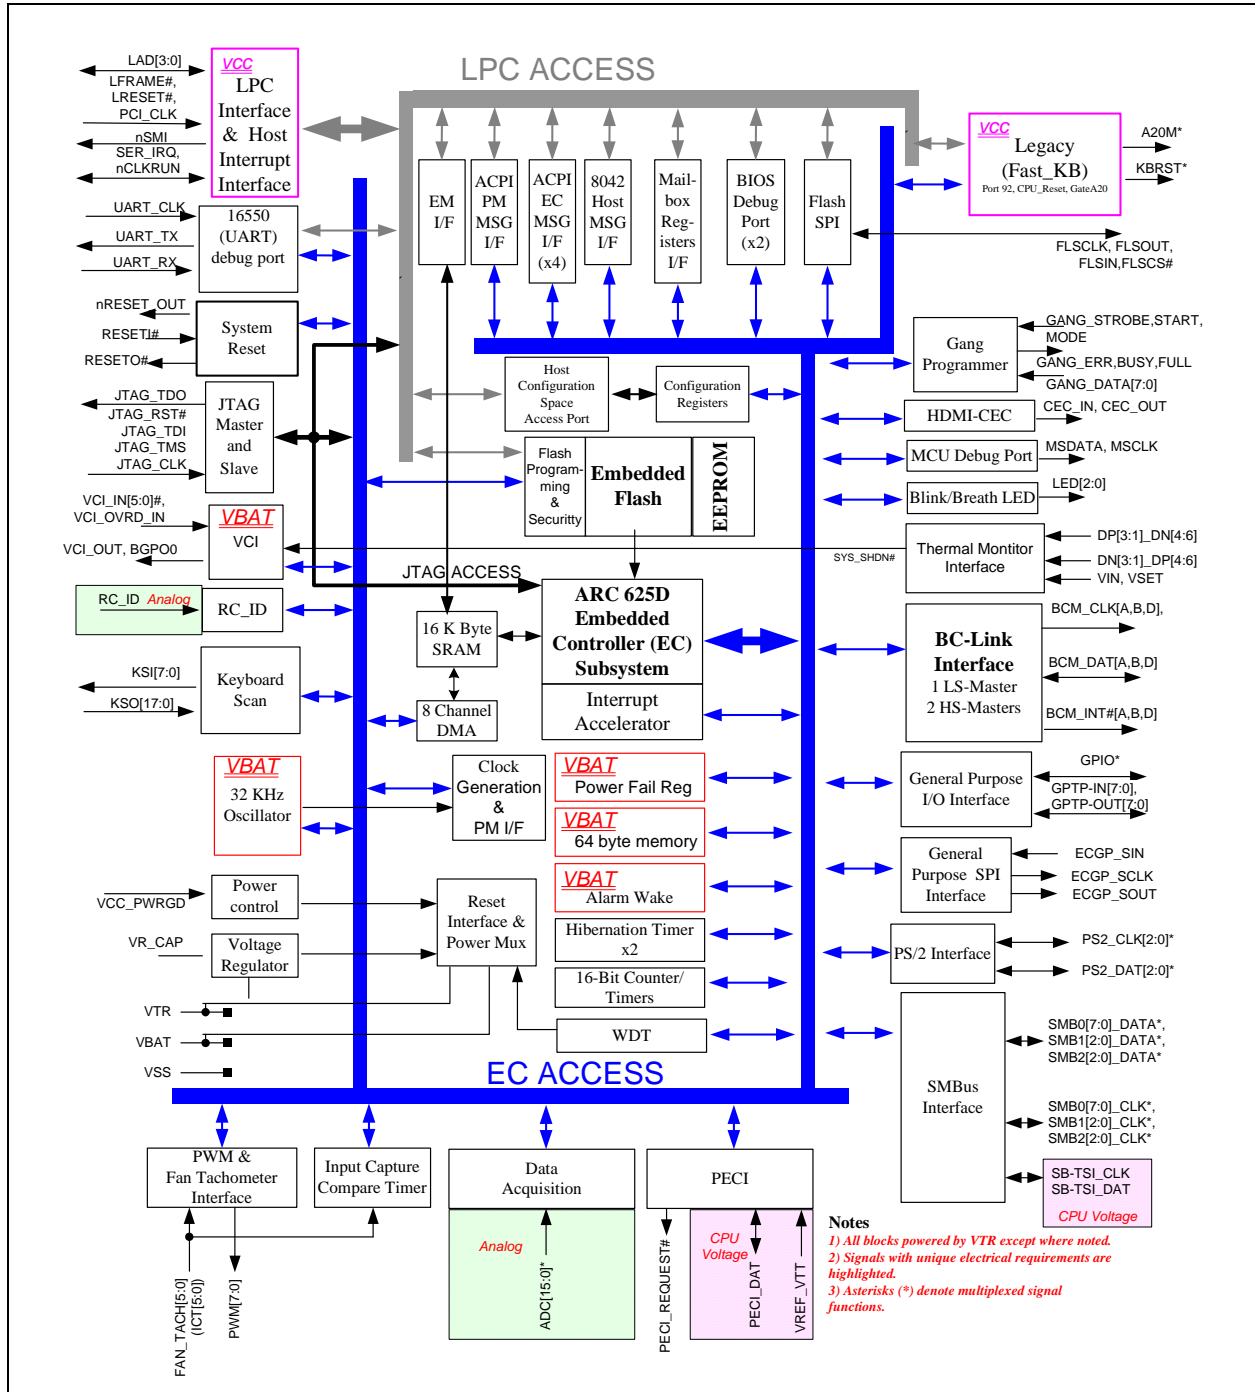 LPC ACCESS
LAD[3:0]
LFRAME#,
LRESET#,
PCI_CLK
nSMI
SER_IRQ,
nCLKRUN
VCC
LPC
Interface
& Host
Interrupt
Interface
UART_CLK
UART_TX
UART_RX
16550
(UART)
debug port
nRESET_OUT
RESETI#
RESETO#
System
Reset
JTAG_TDO
JTAG_RST#
JTAG_TDI
JTAG_TMS
JTAG_CLK
JTAG
Master
and
Slave
VCI_IN[5:0]#,
VCI_OVRD_IN
VCI_OUT, BGPO0
VBAT
VCI
RC_ID Analog
RC_ID
KSI[7:0]
KSO[17:0]
Keyboard
Scan
VBAT
32 KHz
Oscillator
VCC_PWRGD
Power
control
VR_CAP
Voltage
Regulator
VTR
VBAT
VSS
EM
I/F
ACPI
PM
MSG
I/F
ACPI
EC
MSG
I/F
(x4)
8042
Host
MSG
I/F
Mail-
box
Reg-
isters
I/F
BIOS
Debug
Port
(x2)
Flash
SPI
VCC
Legacy
(Fast_KB)
Port 92, CPU_Reset, GateA20
A20M*
KBRST*
FLSCLK, FLSOUT,
FLSIN,FLSCS#
Host
Configuration
Space
Access Port
Configuration
Registers
Flash
Program-
ming
&
Securitty
Embedded
Flash
EEPROM
JTAG ACCESS
16 K Byte
SRAM
8 Channel
DMA
ARC 625D
Embedded
Controller (EC)
Subsystem
Interrupt
Accelerator
Clock
Generation
&
PM I/F
VBAT
Power Fail Reg
VBAT
64 byte memory
VBAT
Alarm Wake
Reset
Interface &
Power Mux
Hibernation Timer
x2
16-Bit Counter/
Timers
WDT
EC ACCESS
Gang
Programmer
GANG_STROBE,START,
MODE
GANG_ERR,BUSY,FULL
GANG_DATA[7:0]
HDMI-CEC
CEC_IN, CEC_OUT
MCU Debug Port
MSDATA, MSCLK
Blink/Breath LED
LED[2:0]
SYS_SHDN#
Thermal Montitor
Interface
DP[3:1]_DN[4:6]
DN[3:1]_DP[4:6]
VIN, VSET
BC-Link
Interface
1 LS-Master
2 HS-Masters
BCM_CLK[A,B,D],
BCM_DAT[A,B,D]
BCM_INT#[A,B,D]
General Purpose
I/O Interface
GPIO*
GPTP-IN[7:0],
GPTP-OUT[7:0]
General
Purpose SPI
Interface
ECGP_SIN
ECGP_SCLK
ECGP_SOUT
PS/2 Interface
PS2_CLK[2:0]*
PS2_DAT[2:0]*
SMBus
Interface
SMB0[7:0]_DATA*,
SMB1[2:0]_DATA*,
SMB2[2:0]_DATA*
SMB0[7:0]_CLK*,
SMB1[2:0]_CLK*,
SMB2[2:0]_CLK*
SB-TSI_CLK
SB-TSI_DAT
CPU Voltage
PWM &
Fan Tachometer
Interface
Input Capture
Compare Timer
Data
Acquisition
PECI
Analog
CPU
Voltage
FAN_TACH[5:0]
(ICT[5:0])
PWM[7:0]
ADC[15:0]*
PECI_REQUEST#
PECI_DAT
VREF_VTT
Notes
1) All blocks powered by VTR except where noted.
2) Signals with unique electrical requirements are
highlighted.
3) Asterisks (*) denote multiplexed signal
functions.